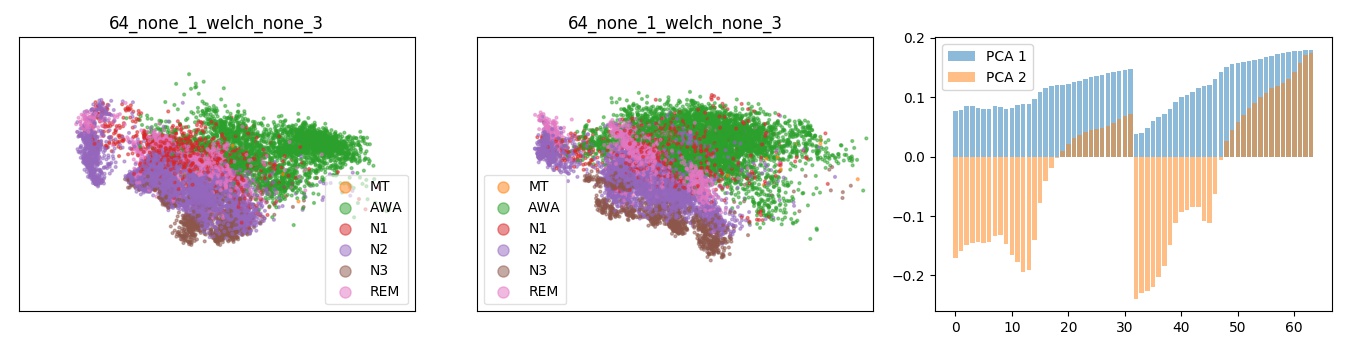 64_none_1_welch_none_3
MT
AWA
N1
N2
N3
REM
64_none_1_welch_none_3
MT
AWA
N1
N2
N3
REM
PCA 1
PCA 2
0.2
0.1
0.0
−0.1
−0.2
0 10 20 30 40 50 60